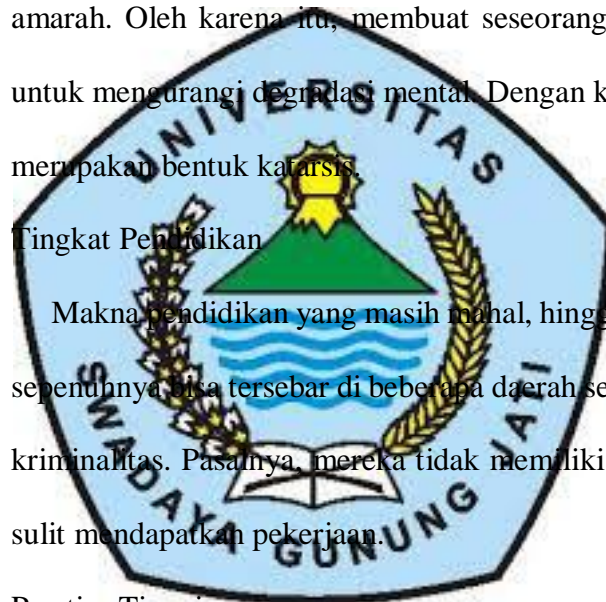 amarah. Oleh karena itu, membuat seseorang
untuk mengurangi degradasi mental. Dengan k
merupakan bentuk katarsis.
Tingkat Pendidikan
Makna pendidikan yang masih mahal, hingg
sepenuhnya bisa tersebar di beberapa daerah se
kriminalitas. Pasalnya, mereka tidak memiliki
sulit mendapatkan pekerjaan.
UNIVERSITAS
SWADAYA GUNUNG JATI